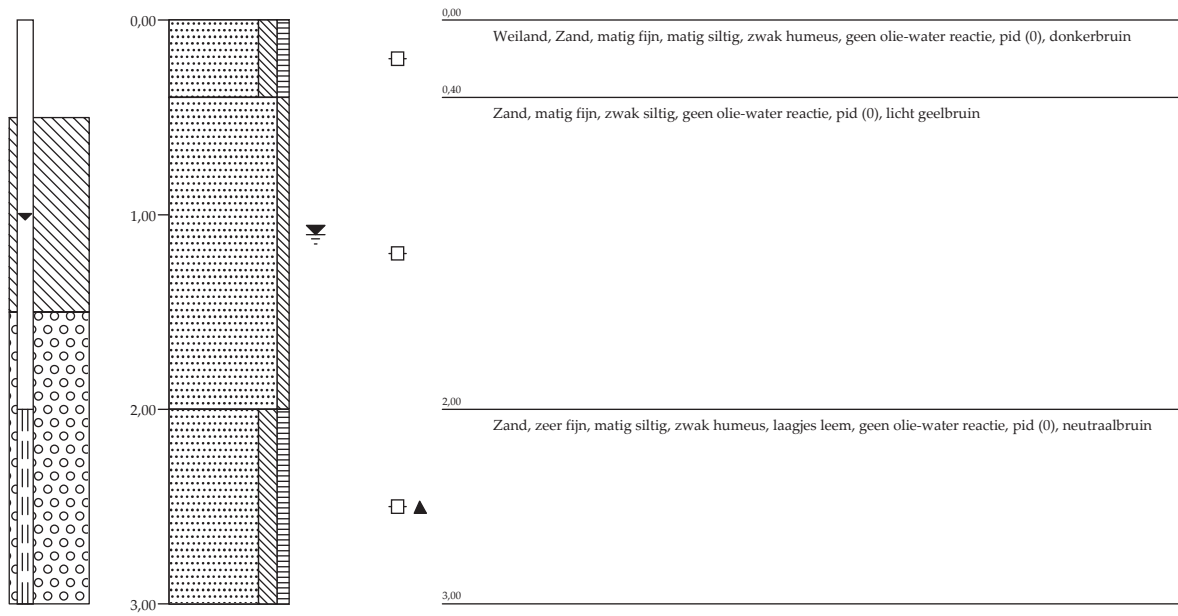 0,00
0,00
Weiland, Zand, matig fijn, matig siltig, zwak humeus, geen olie-water reactie, pid (0), donkerbruin
0,40
Zand, matig fijn, zwak siltig, geen olie-water reactie, pid (0), licht geelbruin
1,00
2,00
2,00
Zand, zeer fijn, matig siltig, zwak humeus, laagjes leem, geen olie-water reactie, pid (0), neutraalbruin
3,00
3,00